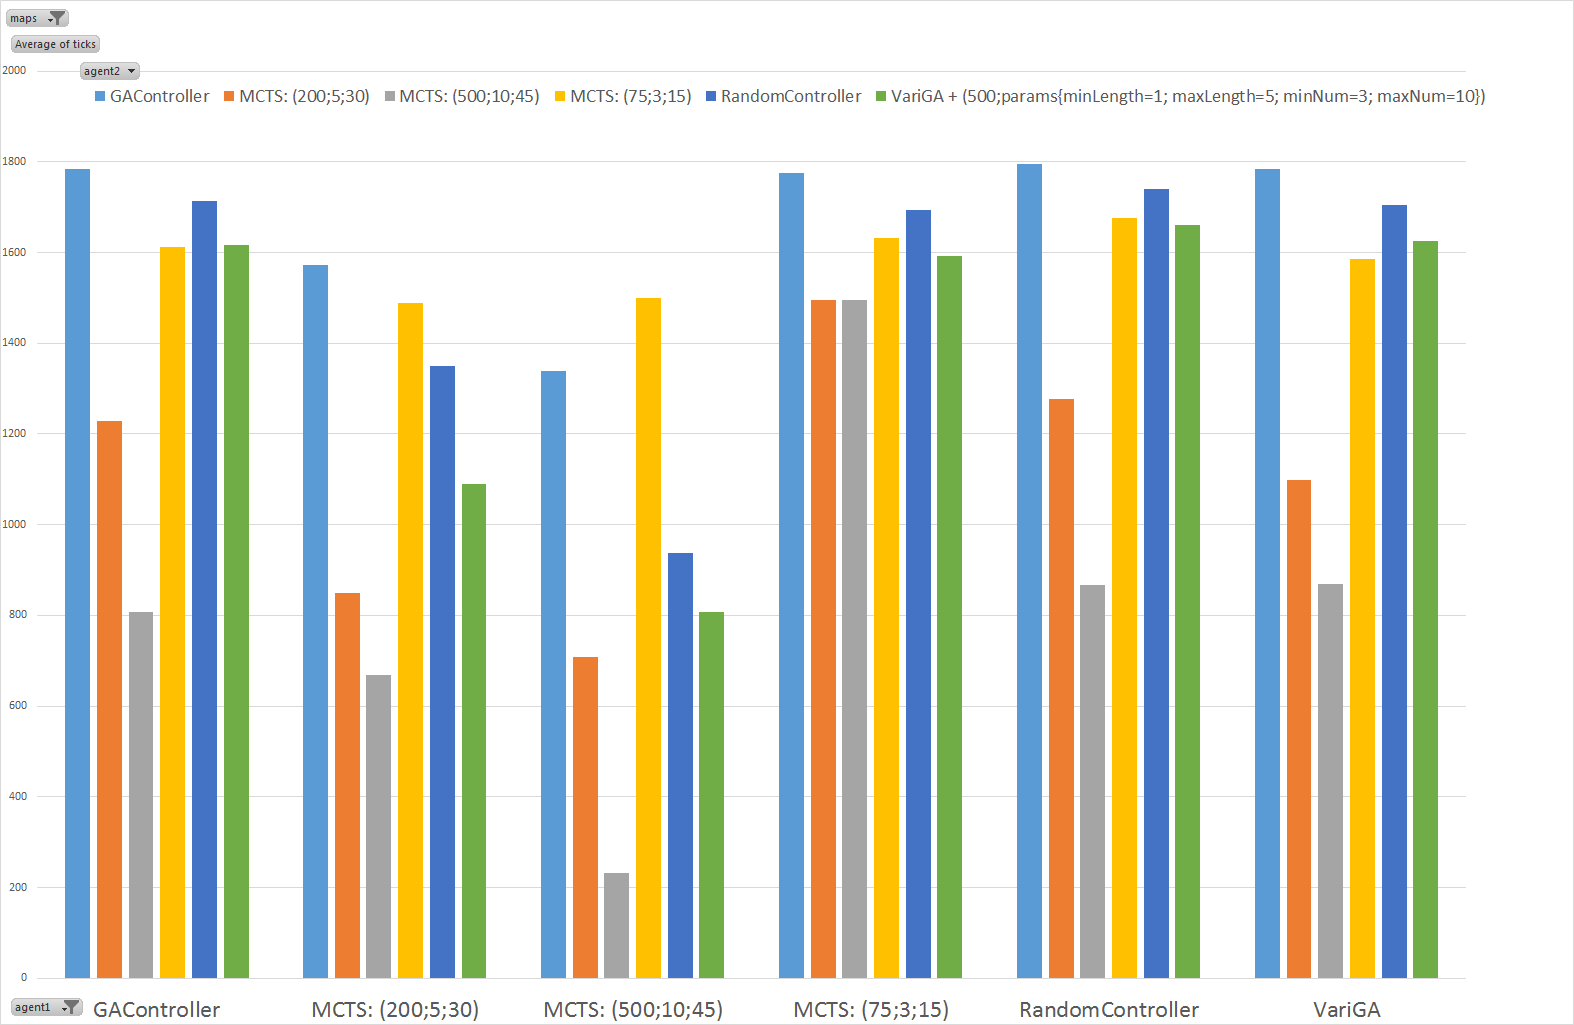 maps
Average of ticks
2000
agent2
GAController MCTS: (200;5;30) MCTS: (500;10;45) MCTS: (75;3;15) RandomController VariGA + (500;params{minLength=1; maxLength=5; minNum=3; maxNum=10})
1800
1600
1400
1200
1000
800
600
400
200
0
agent1
GAController MCTS: (200;5;30) MCTS: (500;10;45) MCTS: (75;3;15) RandomController VariGA